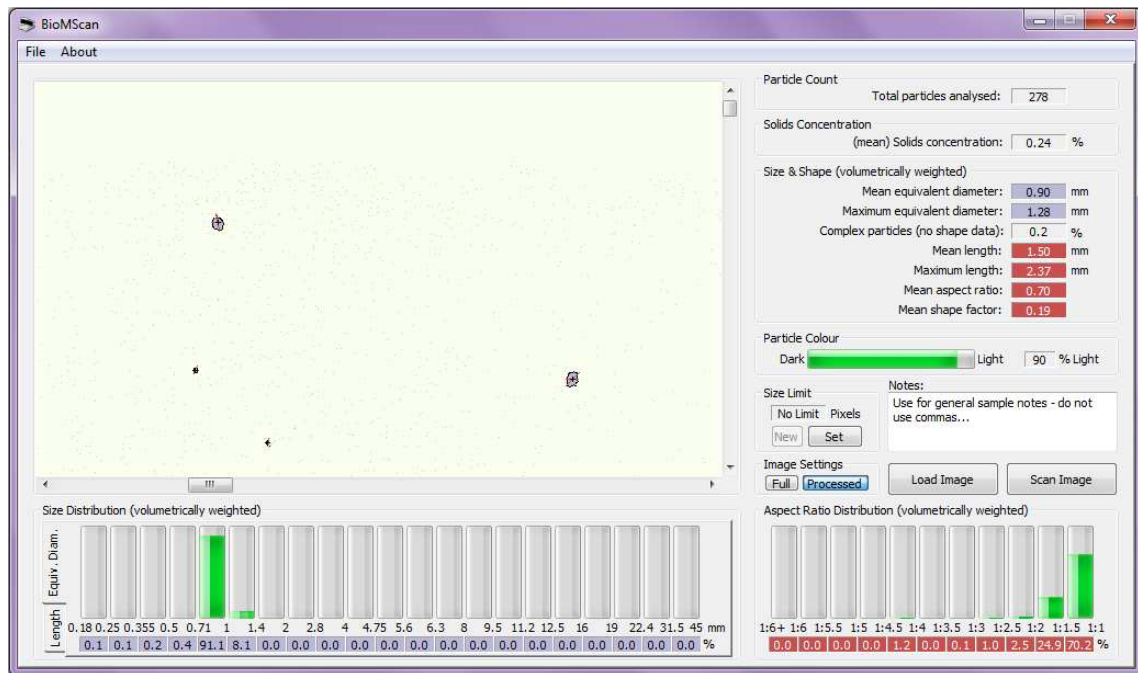 BioMScan
File About
Particle Count
Total particles analysed: 278
Solids Concentration
(mean) Solids concentration: 0.24 %
Size & Shape (volumetrically weighted)
Mean equivalent diameter: 0.90 mm
Maximum equivalent diameter: 1.28 mm
Complex particles (no shape data): 0.2 %
Mean length: 1.50 mm
Maximum length: 2.37 mm
Mean aspect ratio: 0.70
Mean shape factor: 0.19
Particle Colour
Dark Light 90 % Light
Size Limit
No Limit Pixels
New Set
Notes:
Use for general sample notes - do not
use commas...
Image Settings
Full Processed
Load Image Scan Image
Size Distribution (volumetrically weighted)
Equiv. Diam.
Length
0.18 0.25 0.355 0.5 0.71 1 1.4 2 2.8 4 4.75 5.6 6.3 8 9.5 11.2 12.5 16 19 22.4 31.5 45 mm
0.1 0.1 0.2 0.4 91.1 8.1 0.0 0.0 0.0 0.0 0.0 0.0 0.0 0.0 0.0 0.0 0.0 0.0 0.0 0.0 0.0 %
Aspect Ratio Distribution (volumetrically weighted)
1:6+ 1:6 1:5.5 1:5 1:4.5 1:4 1:3.5 1:3 1:2.5 1:2 1:1.5 1:1
0.0 0.0 0.0 0.0 1.2 0.0 0.1 1.0 2.5 24.9 70.2 %